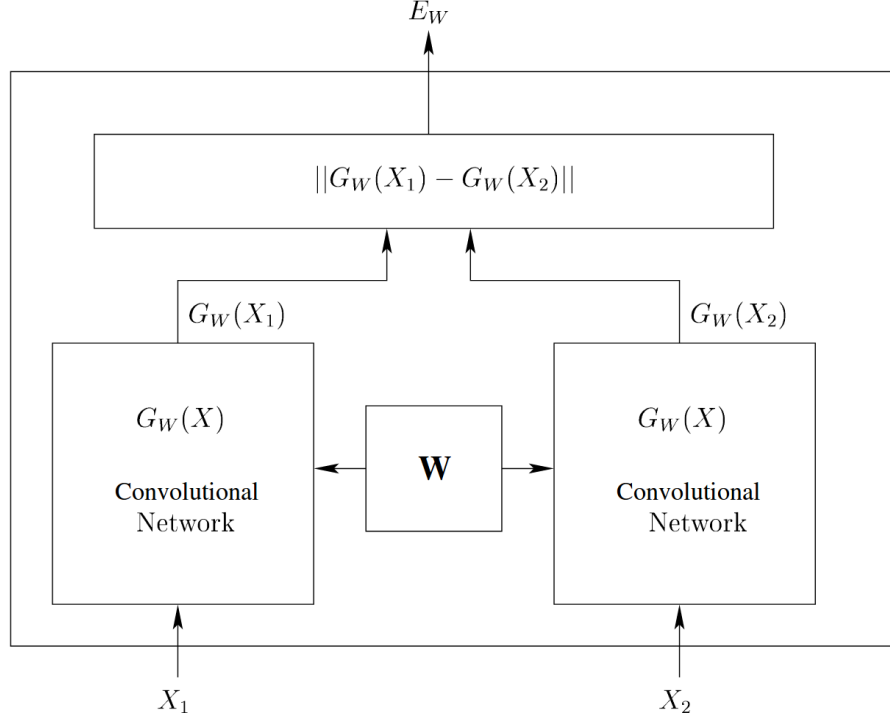 E_W
||G_W(X_1) − G_W(X_2)||
G_W(X_1)
G_W(X_2)
G_W(X)
Convolutional
Network
W
G_W(X)
Convolutional
Network
X_1
X_2